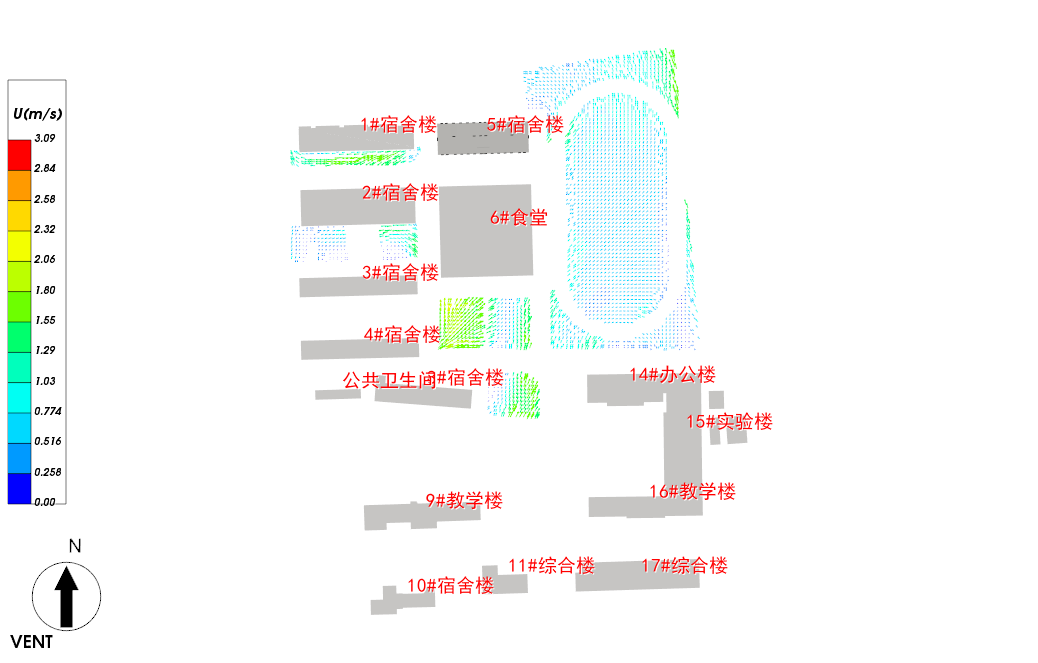 U(m/s)
3.09
2.84
2.58
2.32
2.06
1.80
1.55
1.29
1.03
0.774
0.516
0.258
0.00
N
VENT
1#宿舍楼
5#宿舍楼
2#宿舍楼
6#食堂
3#宿舍楼
4#宿舍楼
公共卫生间
#宿舍楼
14#办公楼
15#实验楼
16#教学楼
9#教学楼
11#综合楼
17#综合楼
10#宿舍楼